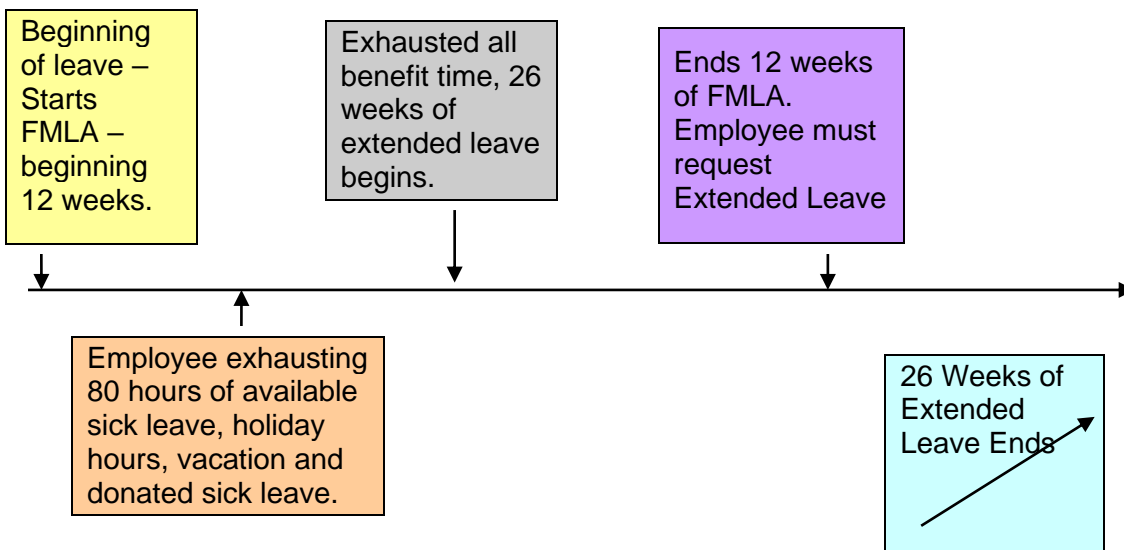 Beginning
of leave –
Starts
FMLA –
beginning
12 weeks.
Exhausted all
benefit time, 26
weeks of
extended leave
begins.
Ends 12 weeks
of FMLA.
Employee must
request
Extended Leave
Employee exhausting
80 hours of available
sick leave, holiday
hours, vacation and
donated sick leave.
26 Weeks of
Extended
Leave Ends